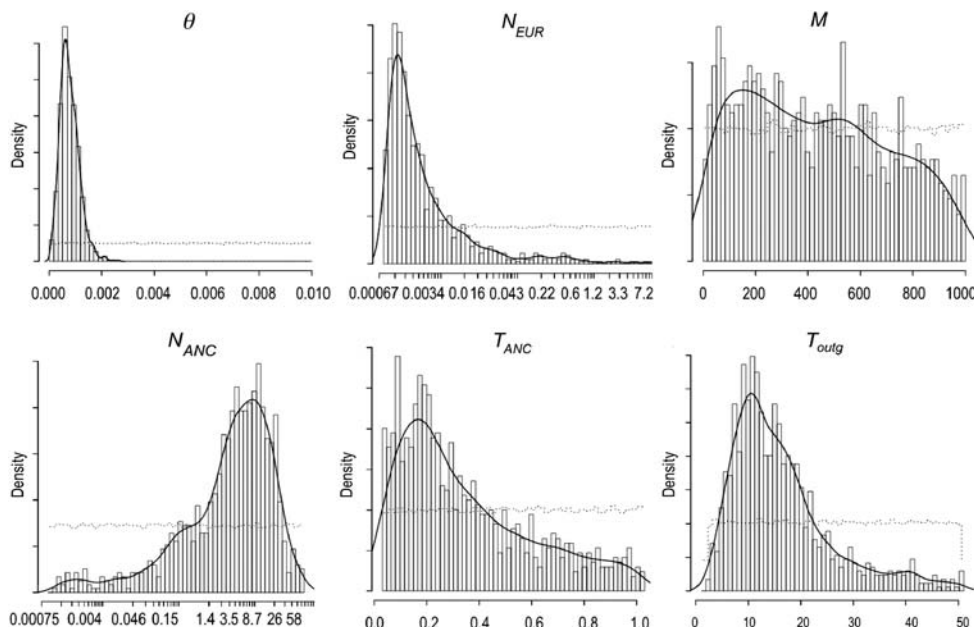 θ
N_EUR
M
Density
Density
Density
0.000 0.002 0.004 0.006 0.008 0.010
0.00067 0.0034 0.16 0.043 0.22 0.6 1.2 3.3 7.2
0 200 400 600 800 1000
N_ANC
T_ANC
T_outg
Density
Density
Density
0.00075 0.004 0.046 0.15 1.4 3.5 8.7 26 58
0.0 0.2 0.4 0.6 0.8 1.0
0 10 20 30 40 50